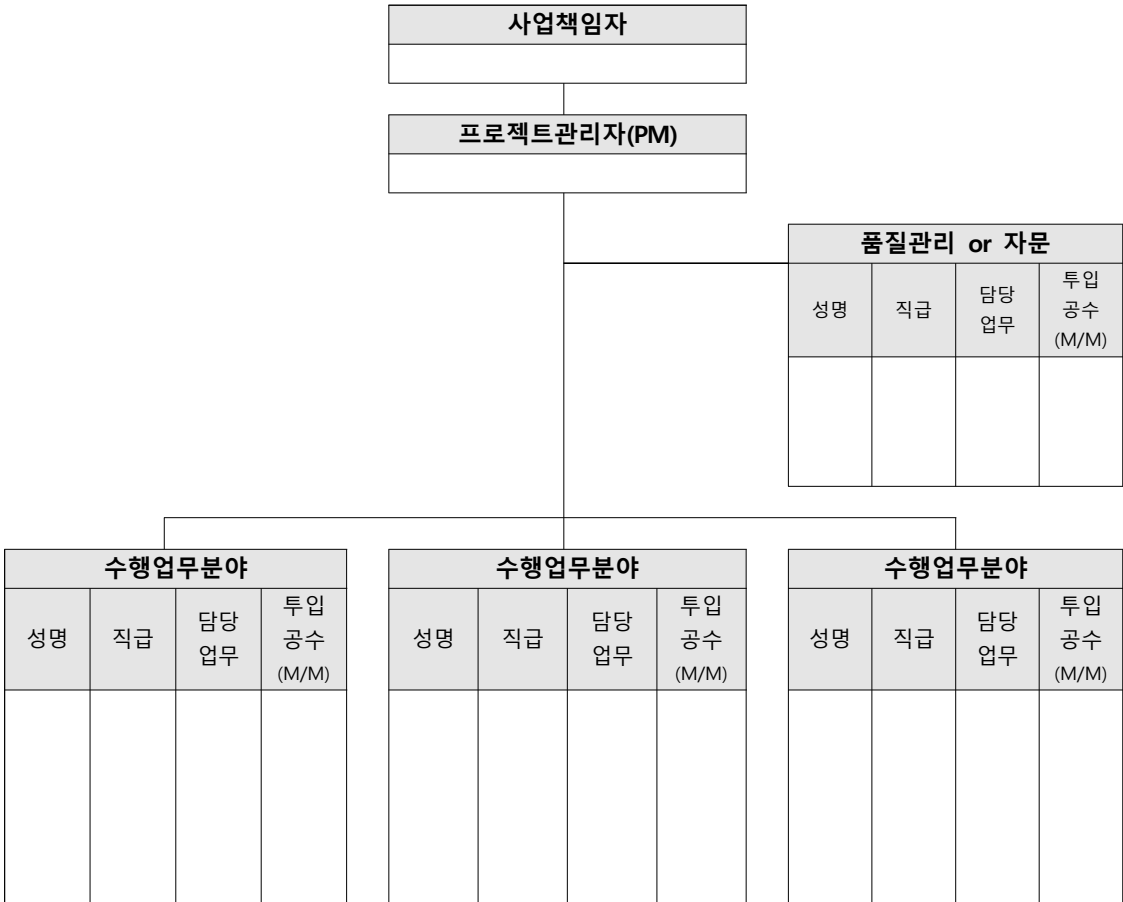 사업책임자
프로젝트관리자(PM)
품질관리 or 자문
성명 직급 담당 업무 투입 공수 (M/M)
수행업무분야 수행업무분야 수행업무분야
성명 직급 담당 업무 투입 공수 (M/M) 성명 직급 담당 업무 투입 공수 (M/M) 성명 직급 담당 업무 투입 공수 (M/M)